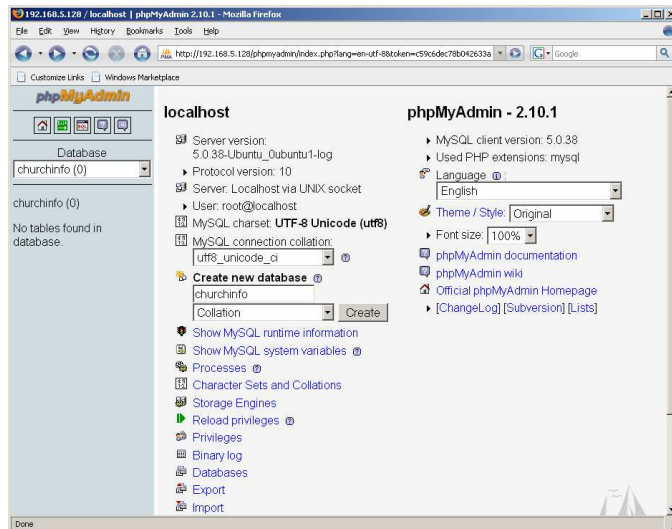 192.168.5.128 / localhost | phpMyAdmin 2.10.1 - Mozilla Firefox
File Edit View History Bookmarks Tools Help
http://192.168.5.128/phpmyadmin/index.php?lang=en-utf-8&token=c59c6dec78b042633a
Google
Customize Links Windows Marketplace
phpMyAdmin
Database
churchinfo (0)
churchinfo (0)
No tables found in
database.
localhost
Server version:
5.0.38-Ubuntu_0ubuntu1-log
Protocol version: 10
Server: Localhost via UNIX socket
User: root@localhost
MySQL charset: UTF-8 Unicode (utf8)
MySQL connection collation:
utf8_unicode_ci
Create new database
churchinfo
Collation Create
Show MySQL runtime information
Show MySQL system variables
Processes
Character Sets and Collations
Storage Engines
Reload privileges
Privileges
Binary log
Databases
Export
Import
phpMyAdmin - 2.10.1
MySQL client version: 5.0.38
Used PHP extensions: mysql
Language :
English
Theme / Style: Original
Font size: 100%
phpMyAdmin documentation
phpMyAdmin wiki
Official phpMyAdmin Homepage
[ChangeLog] [Subversion] [Lists]
Done